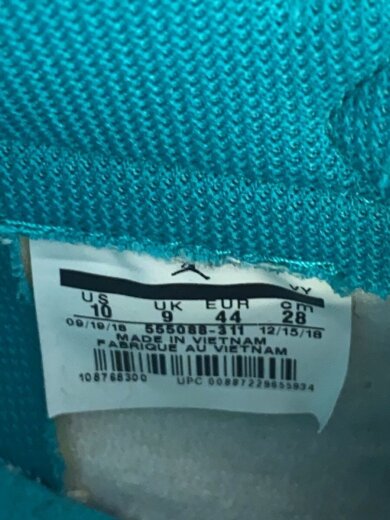 VY
US UK EUR cm
10 9 44 28
09/19/18 555088-311 12/15/18
MADE IN VIETNAM
FABRIQUE AU VIETNAM
108768300 UPC 00887229655934